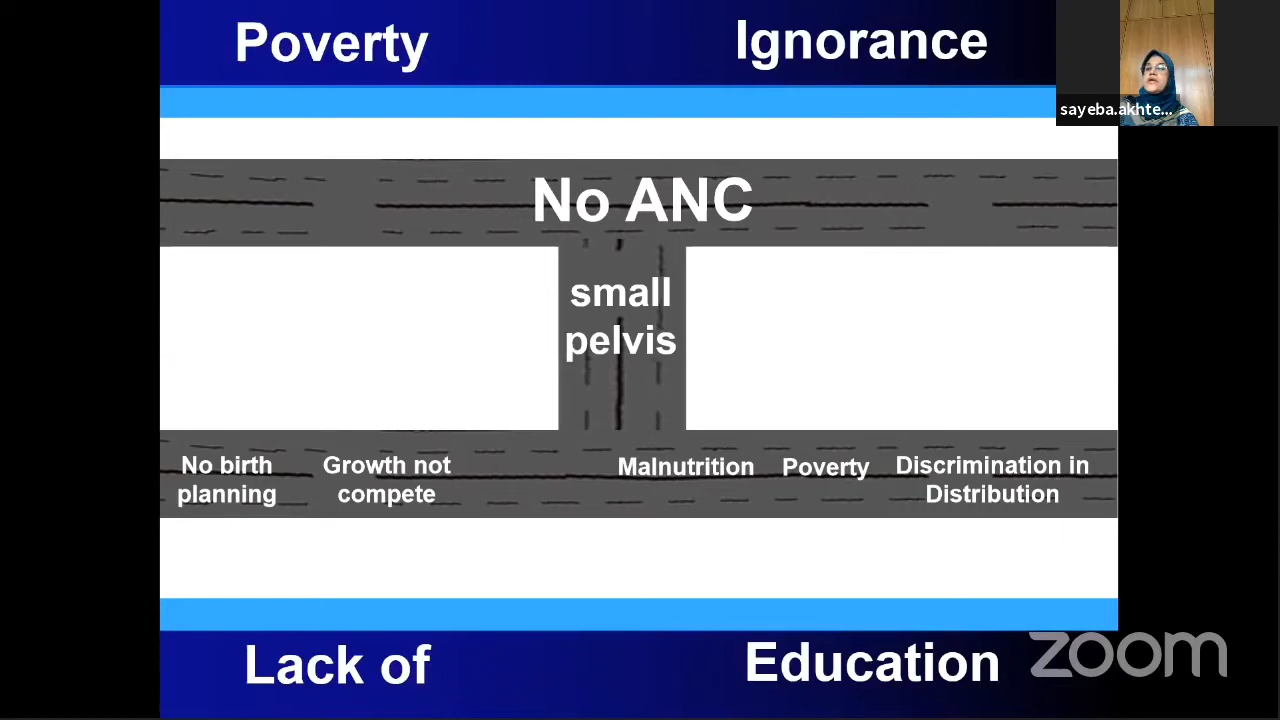 Poverty
Ignorance
sayeba.akhte...
No ANC
small
pelvis
No birth
planning
Growth not
compete
Malnutrition
Poverty
Discrimination in
Distribution
Lack of
Education
zoom